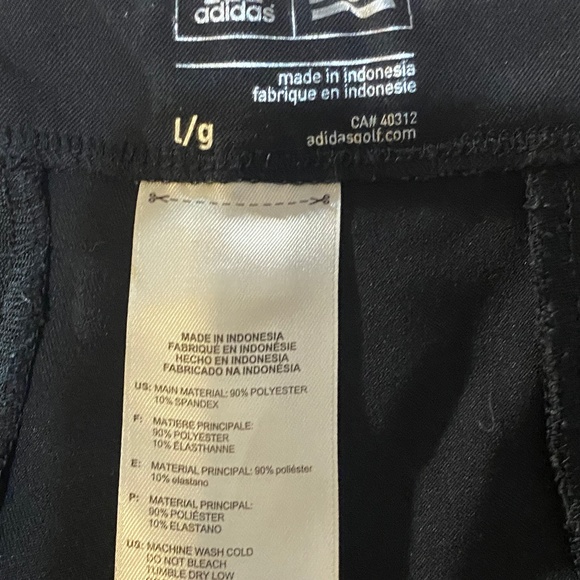 adidas
made in indonesia
fabrique en indonesie
L/g
CA# 40312
adidasgolf.com
MADE IN INDONESIA
FABRIQUÉ EN INDONÉSIE
HECHO EN INDONESIA
FABRICADO NA INDONÉSIA
US: MAIN MATERIAL: 90% POLYESTER
10% SPANDEX
F: MATIERE PRINCIPALE:
90% POLYESTER
10% ELASTHANNE
E: MATERIAL PRINCIPAL: 90% poliéster
10% elastano
P: MATERIAL PRINCIPAL:
90% POLIÉSTER
10% ELASTANO
US: MACHINE WASH COLD
DO NOT BLEACH
TUMBLE DRY LOW